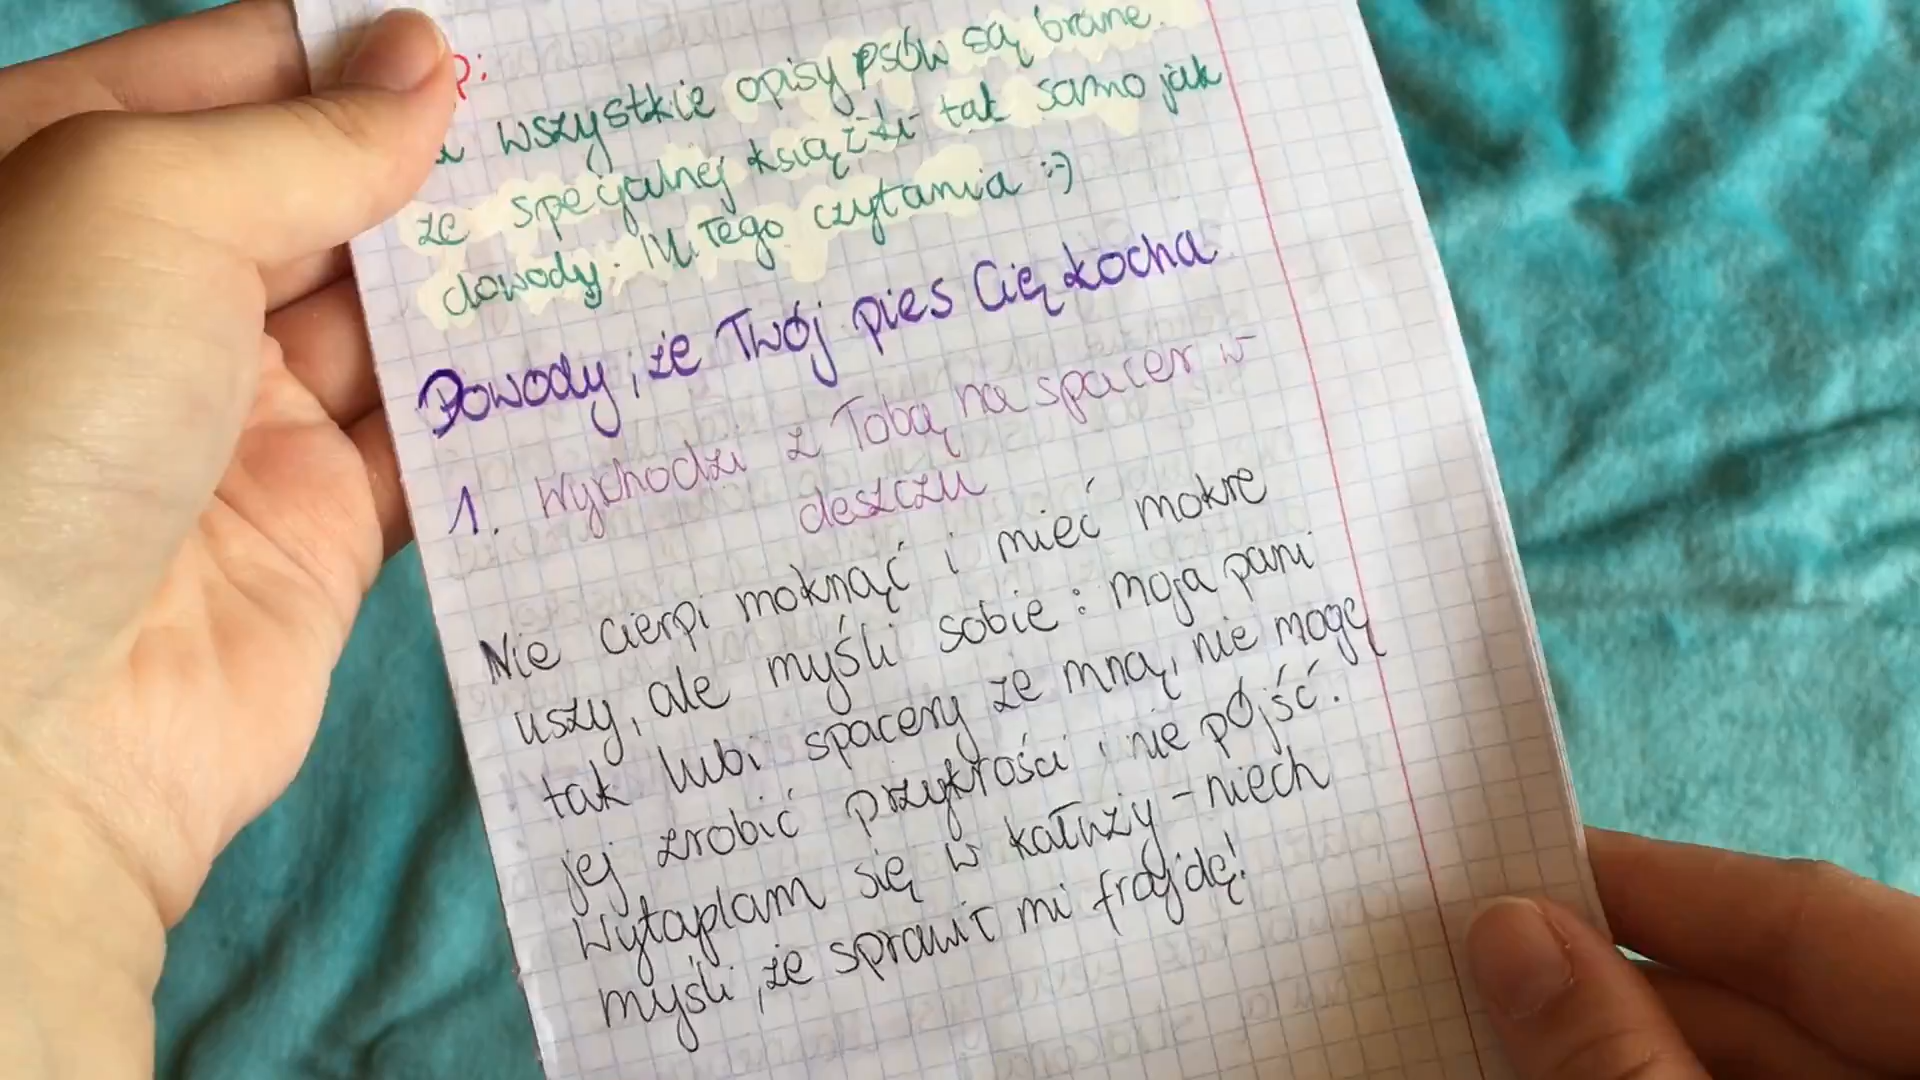 wszystkie opisy psów są brane
ze specjalnej książki tak samo jak
dowody. Miłego czytania :)
Dowody, że Twój pies Cię kocha
1. Wychodzi z Tobą na spacer w
deszczu
Nie cierpi moknąć i mieć mokre
uszy, ale myśli sobie: moja pani
tak lubi spacery ze mną, nie mogę
jej zrobić przykrości i nie pójść.
Wytaplam się w kałuży - niech
myśli, że sprawił mi frajdę!